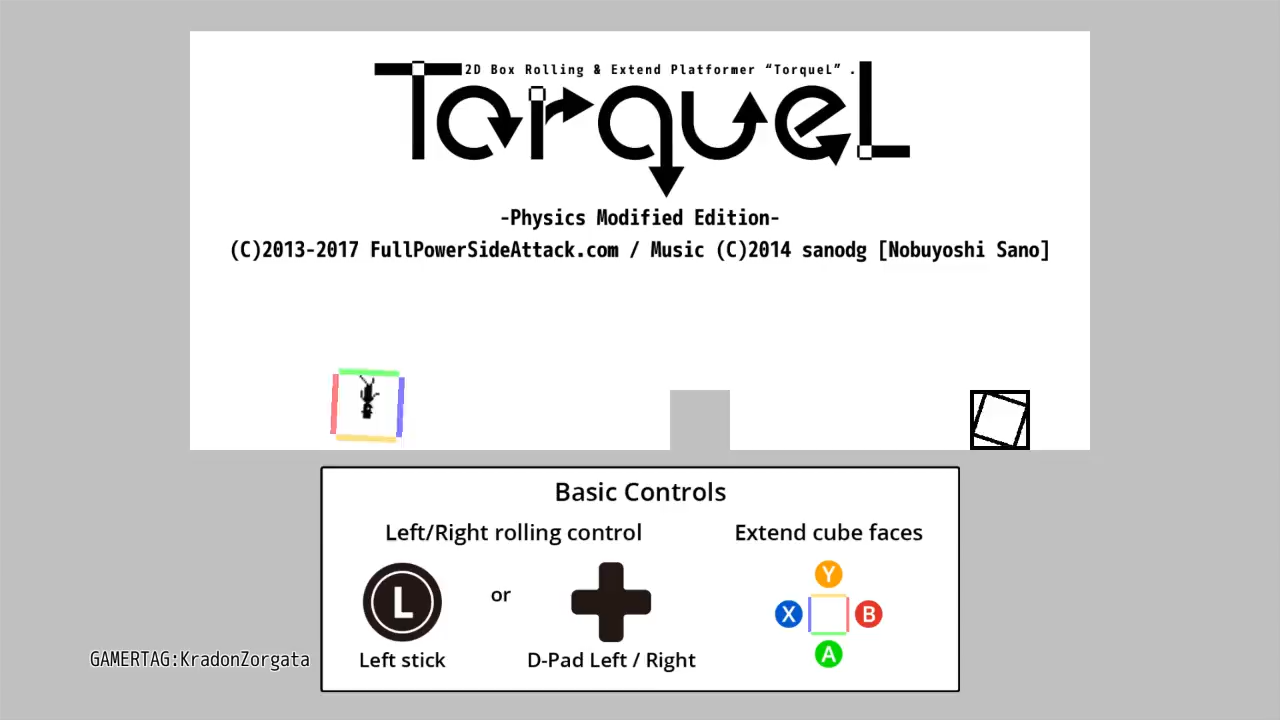 2D Box Rolling & Extend Platformer “TorqueL” .
TorqueL
-Physics Modified Edition-
(C)2013-2017 FullPowerSideAttack.com / Music (C)2014 sanodg [Nobuyoshi Sano]
Basic Controls
Left/Right rolling control
Extend cube faces
Y
L
or
X
B
A
Left stick
D-Pad Left / Right
GAMERTAG:KradonZorgata